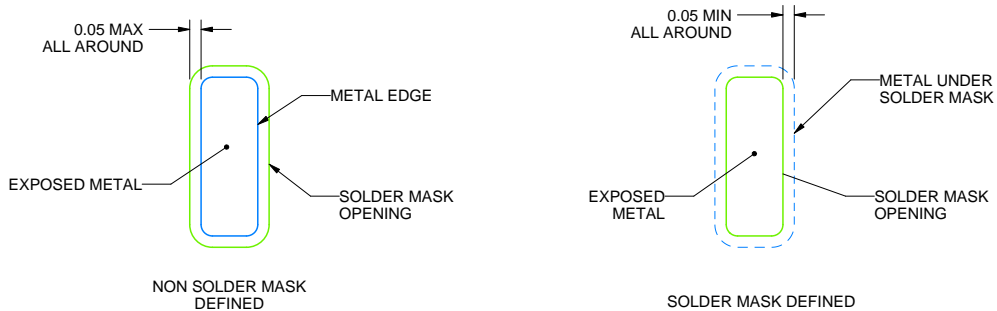 0.05 MAX
ALL AROUND
METAL EDGE
EXPOSED METAL
SOLDER MASK
OPENING
NON SOLDER MASK
DEFINED
0.05 MIN
ALL AROUND
METAL UNDER
SOLDER MASK
EXPOSED
METAL
SOLDER MASK
OPENING
SOLDER MASK DEFINED